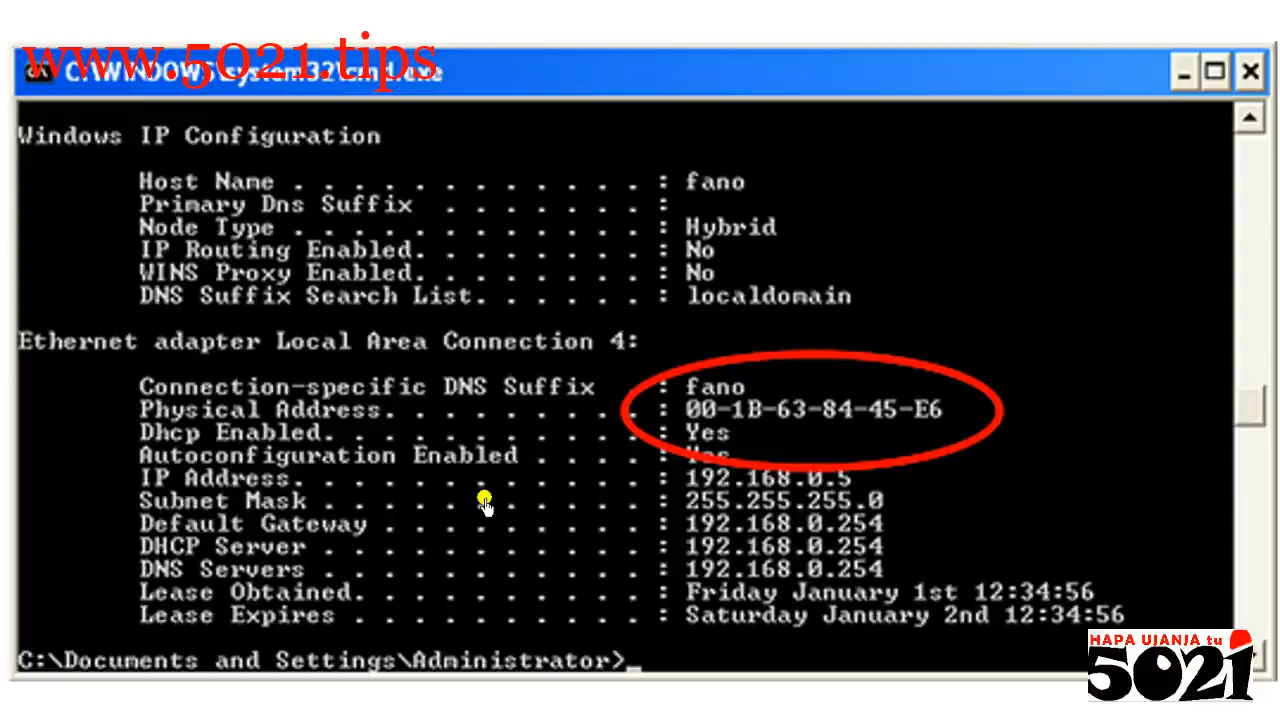 www.5021.tips
C:\WINDOWS\system32\cmd.exe
Windows IP Configuration
Host Name . . . . . . . . . . . . : fano
Primary Dns Suffix . . . . . . . :
Node Type . . . . . . . . . . . . : Hybrid
IP Routing Enabled. . . . . . . . : No
WINS Proxy Enabled. . . . . . . . : No
DNS Suffix Search List. . . . . . : localdomain
Ethernet adapter Local Area Connection 4:
Connection-specific DNS Suffix : fano
Physical Address. . . . . . . . . : 00-1B-63-84-45-E6
Dhcp Enabled. . . . . . . . . . . : Yes
Autoconfiguration Enabled . . . . : Yes
IP Address. . . . . . . . . . . . : 192.168.0.5
Subnet Mask . . . . . . . . . . . : 255.255.255.0
Default Gateway . . . . . . . . . : 192.168.0.254
DHCP Server . . . . . . . . . . . : 192.168.0.254
DNS Servers . . . . . . . . . . . : 192.168.0.254
Lease Obtained. . . . . . . . . . : Friday January 1st 12:34:56
Lease Expires . . . . . . . . . . : Saturday January 2nd 12:34:56
C:\Documents and Settings\Administrator>_
HAPA UJANJA tu
5021